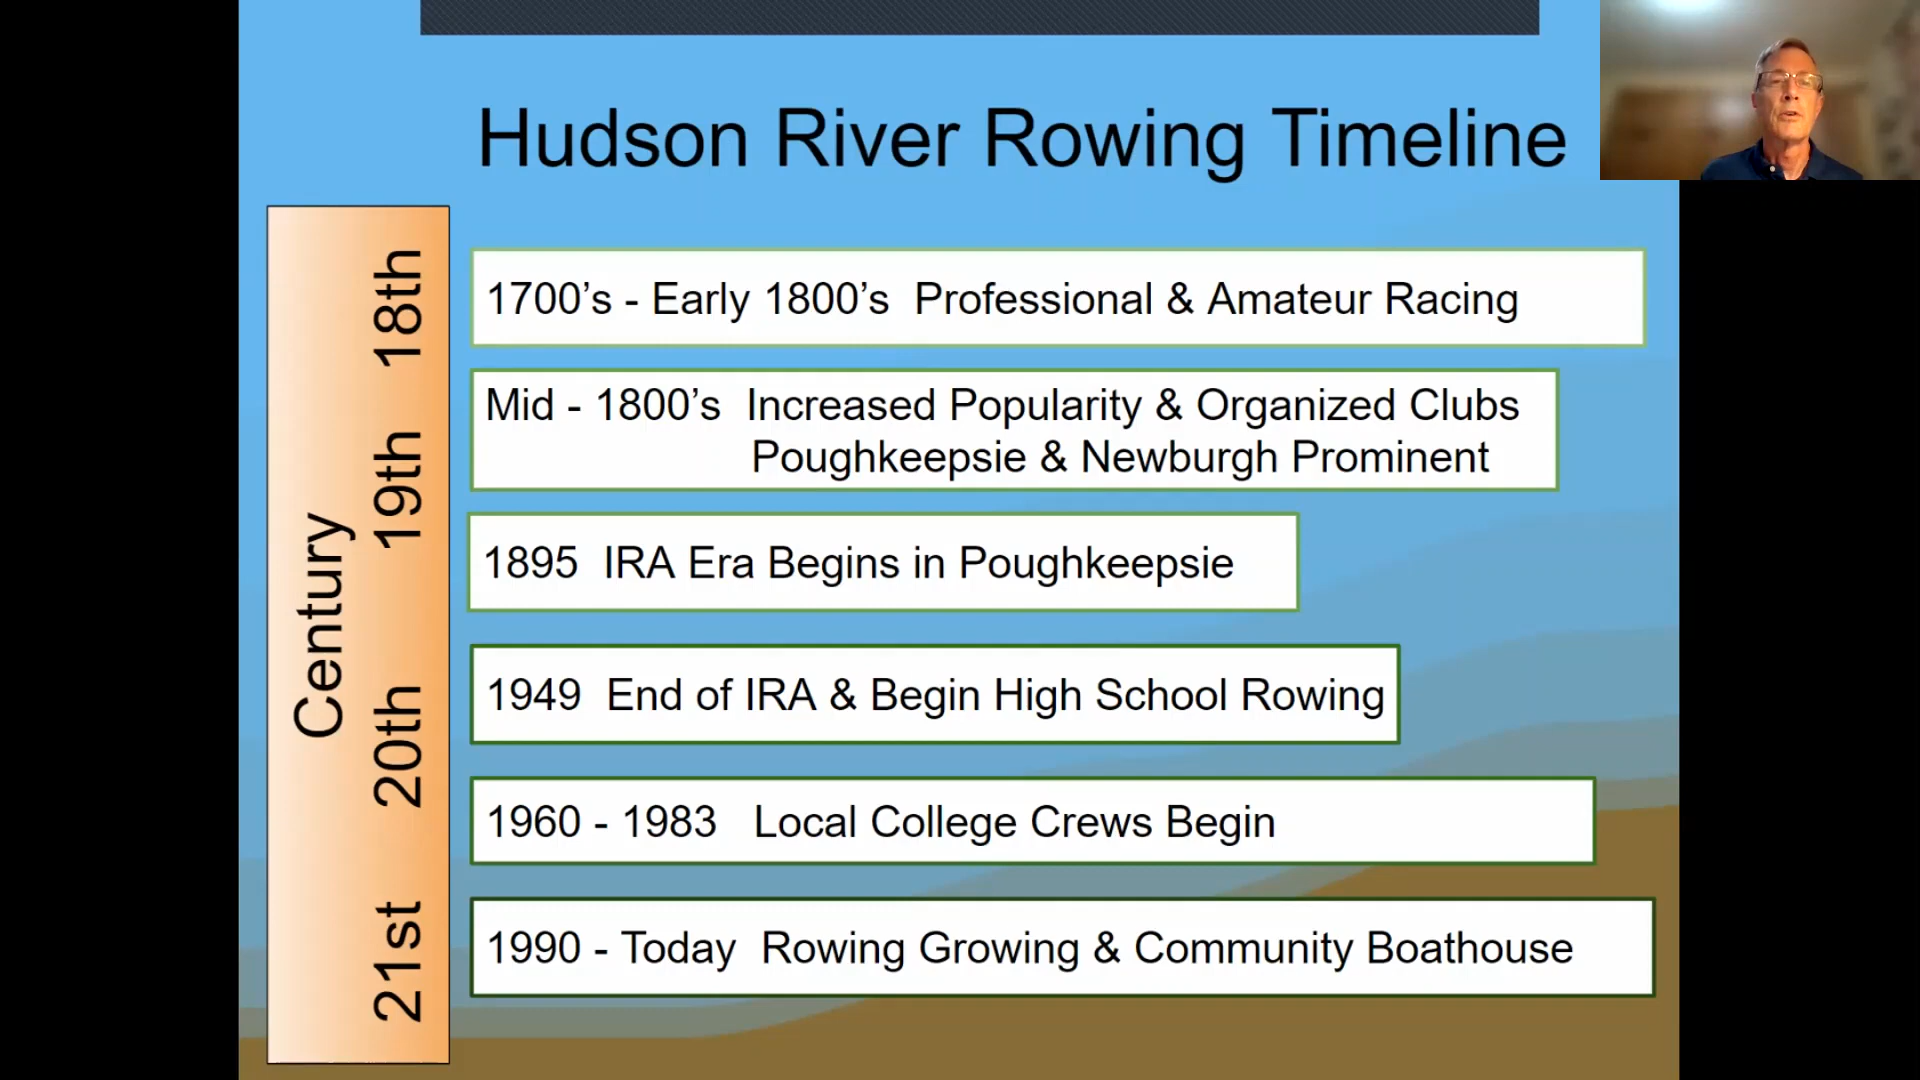 Hudson River Rowing Timeline
Century
18th
19th
20th
21st
1700’s - Early 1800’s Professional & Amateur Racing
Mid - 1800’s Increased Popularity & Organized Clubs
Poughkeepsie & Newburgh Prominent
1895 IRA Era Begins in Poughkeepsie
1949 End of IRA & Begin High School Rowing
1960 - 1983 Local College Crews Begin
1990 - Today Rowing Growing & Community Boathouse